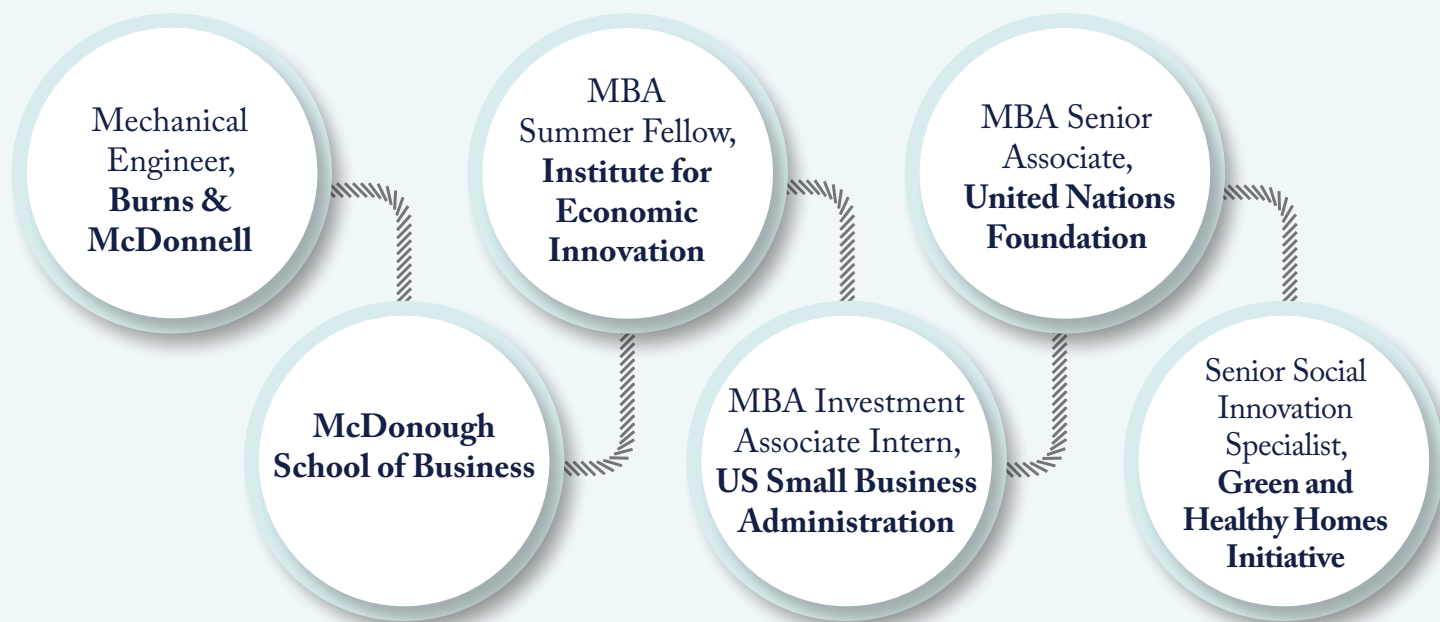 Mechanical
Engineer,
Burns &
McDonnell
McDonough
School of Business
MBA
Summer Fellow,
Institute for
Economic
Innovation
MBA Investment
Associate Intern,
US Small Business
Administration
MBA Senior
Associate,
United Nations
Foundation
Senior Social
Innovation
Specialist,
Green and
Healthy Homes
Initiative